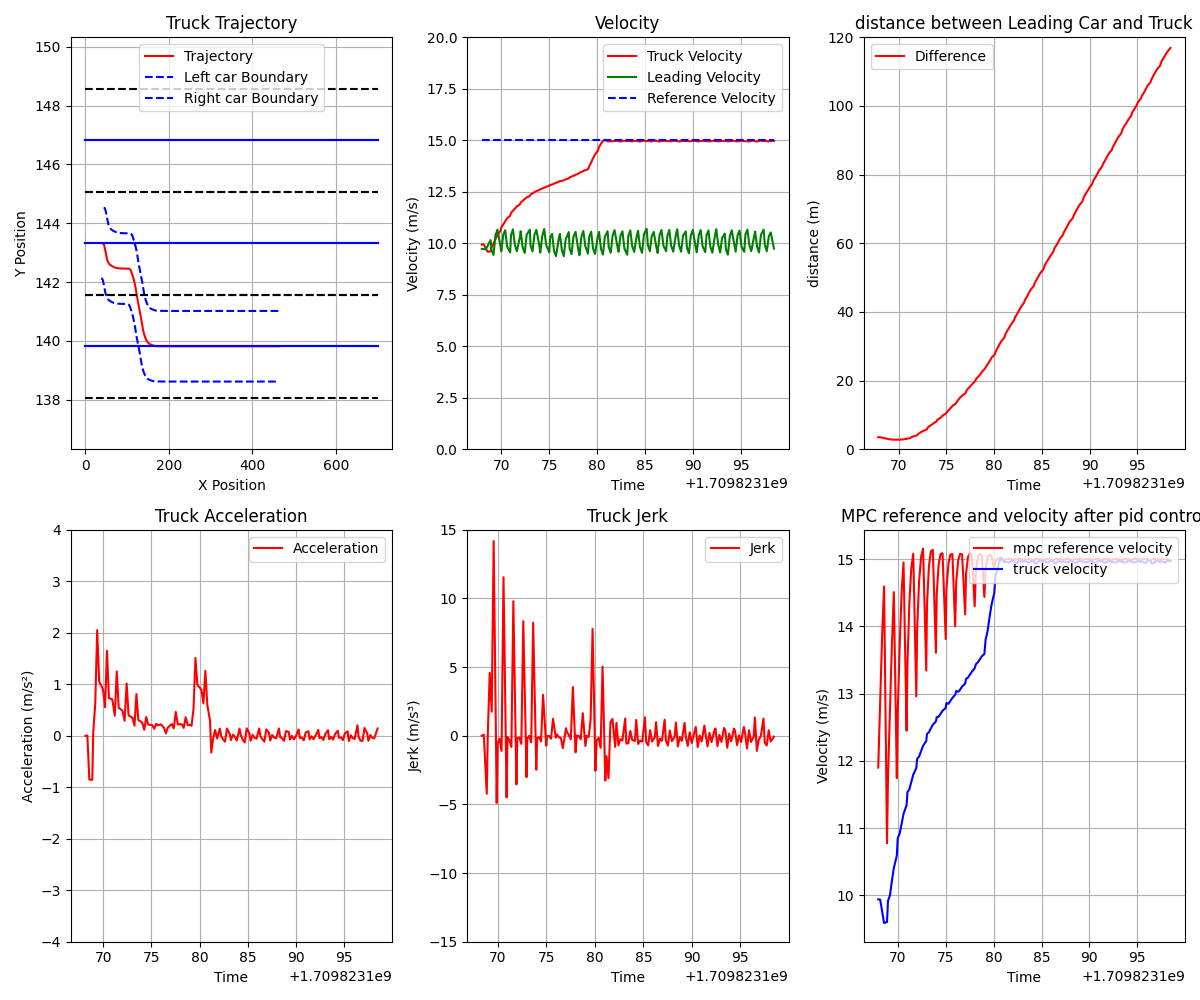 Truck Trajectory
Trajectory
Left car Boundary
Right car Boundary
150
148
146
144
142
140
138
Y Position
0
200
400
600
X Position
Velocity
Truck Velocity
Leading Velocity
Reference Velocity
20.0
17.5
15.0
12.5
10.0
7.5
5.0
2.5
0.0
Velocity (m/s)
70
75
80
85
90
95
Time
+1.7098231e9
distance between Leading Car and Truck
Difference
120
100
80
60
40
20
0
distance (m)
70
75
80
85
90
95
Time
+1.7098231e9
Truck Acceleration
Acceleration
4
3
2
1
0
−1
−2
−3
−4
Acceleration (m/s²)
70
75
80
85
90
95
Time
+1.7098231e9
Truck Jerk
Jerk
15
10
5
0
−5
−10
−15
Jerk (m/s³)
70
75
80
85
90
95
Time
+1.7098231e9
MPC reference and velocity after pid contro
mpc reference velocity
truck velocity
15
14
13
12
11
10
Velocity (m/s)
70
75
80
85
90
95
Time
+1.7098231e9